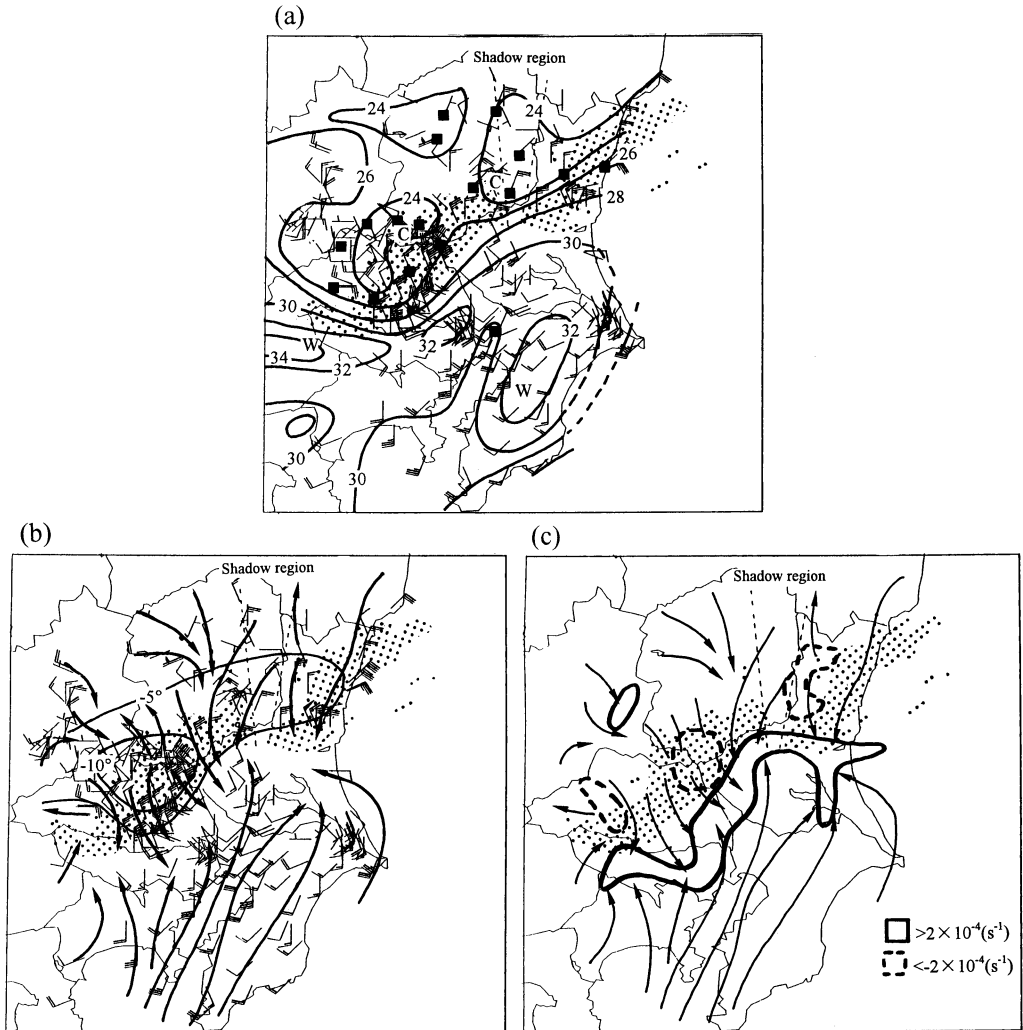 (a)
Shadow region
24
24
26
26
C
24
28
C
30
30
32
W
32
34
32
W
30
30
(b)
(c)
Shadow region
Shadow region
-5°
-10°
>2×10⁻⁴(s⁻¹)
<-2×10⁻⁴(s⁻¹)